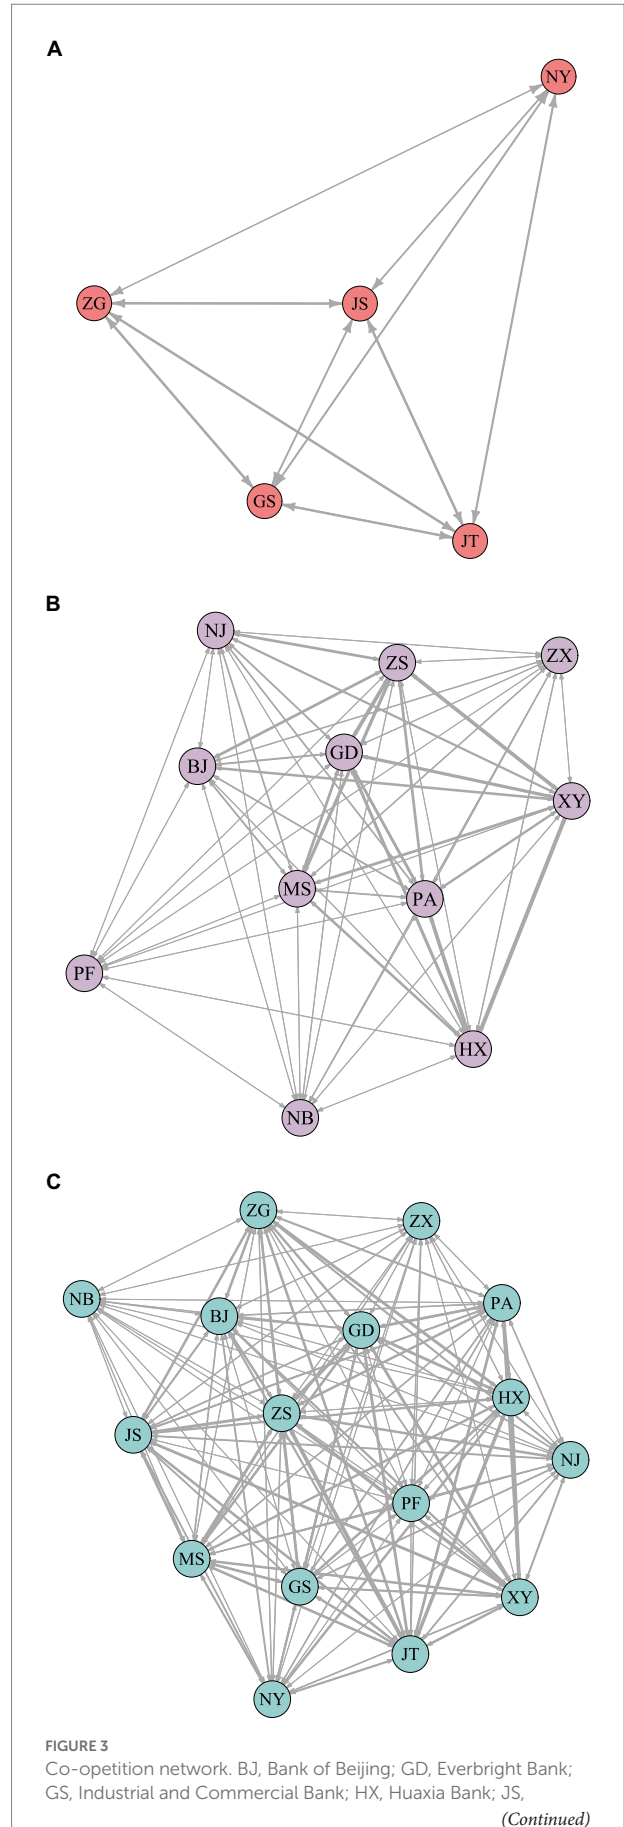 A
NY
ZG
JS
GS
JT
B
NJ
ZS
ZX
GD
BJ
XY
MS
PA
PF
HX
NB
C
ZG
ZX
NB
PA
BJ
GD
HX
ZS
JS
NJ
PF
MS
GS
XY
JT
NY
FIGURE 3
Co-opetition network. BJ, Bank of Beijing; GD, Everbright Bank;
GS, Industrial and Commercial Bank; HX, Huaxia Bank; JS,
(Continued)